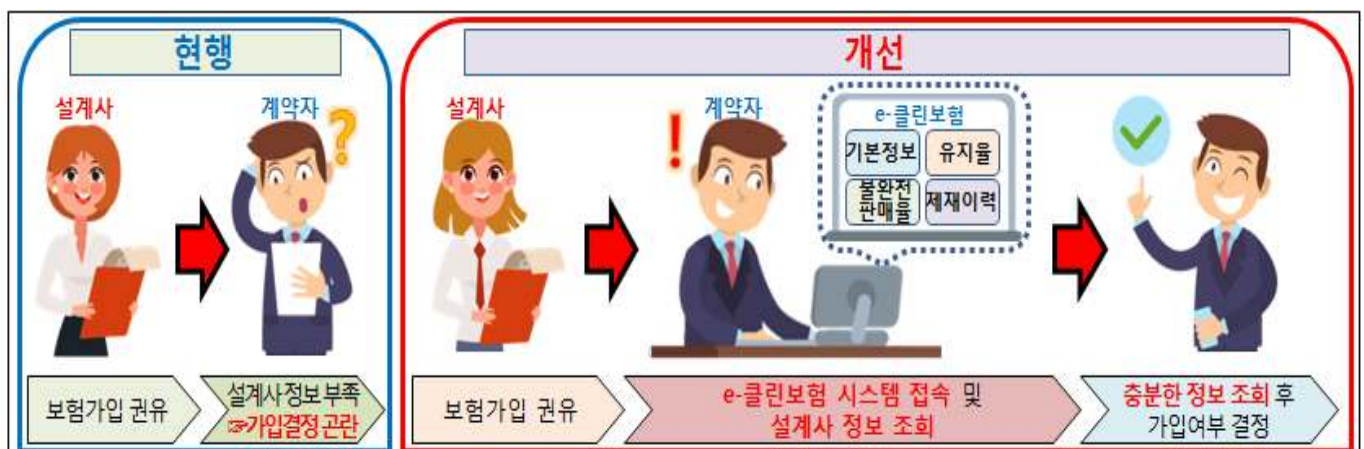 현행
설계사
계약자
?
보험가입 권유
설계사 정보 부족
☞가입결정 곤란
개선
설계사
!
계약자
e-클린보험
기본정보
유지율
불완전
판매율
제재이력
보험가입 권유
e-클린보험 시스템 접속 및
설계사 정보 조회
충분한 정보 조회 후
가입여부 결정